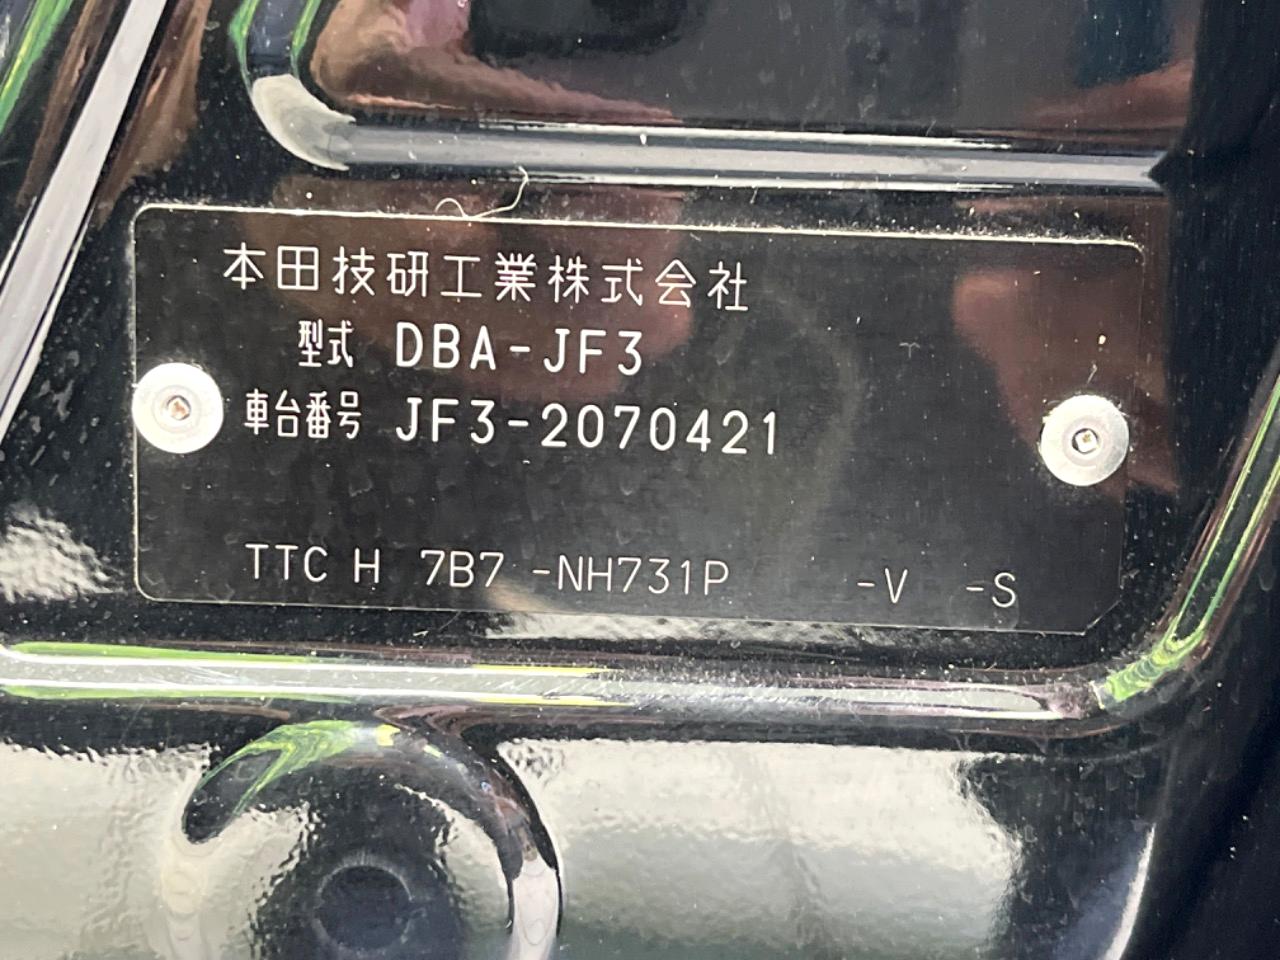 本田技研工業株式会社
型式 DBA-JF3
車台番号 JF3-2070421
TTC H 7B7 -NH731P -V -S